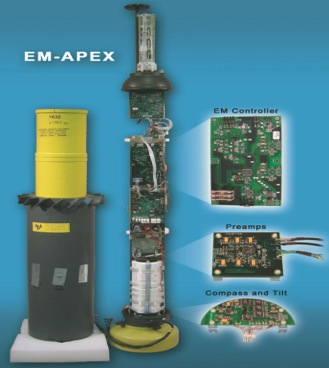 EM-APEX
1632
EM Controller
Preamps
Compass and Tilt